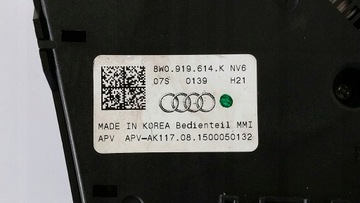 8W0.919.614.K NV6
07S 0139 H21
MADE IN KOREA Bedienteil MMI
APV APV-AK117.08.1500050132